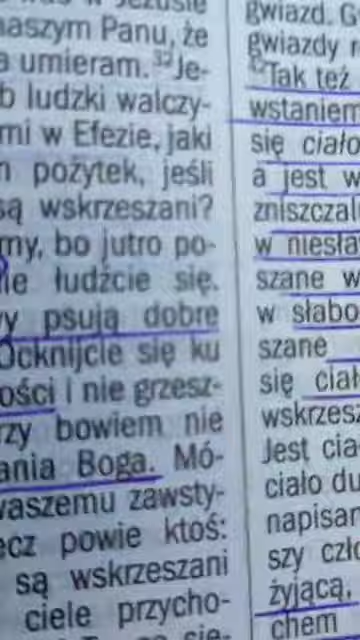 naszym Panu, że
a umieram. ³²Je-
b ludzki walczy-
mi w Efezie, jaki
pożytek, jeśli
są wskrzeszani?
my, bo jutro po-
nie łudźcie się.
psują dobre
Ocknijcie się ku
ości i nie grzesz-
rzy bowiem nie
ania Boga. Mó-
waszemu zawsty-
ecz powie ktoś:
są wskrzeszani
ciele przycho-
gwiazd. G
gwiazdy r
⁴²Tak też
wstaniem
się ciało
a jest w
zniszczal
w niesła
szane w
w słabo
szane
się ciał
wskrzesz
Jest cia
ciało du
napisan
szy czło
żyjącą,
chem